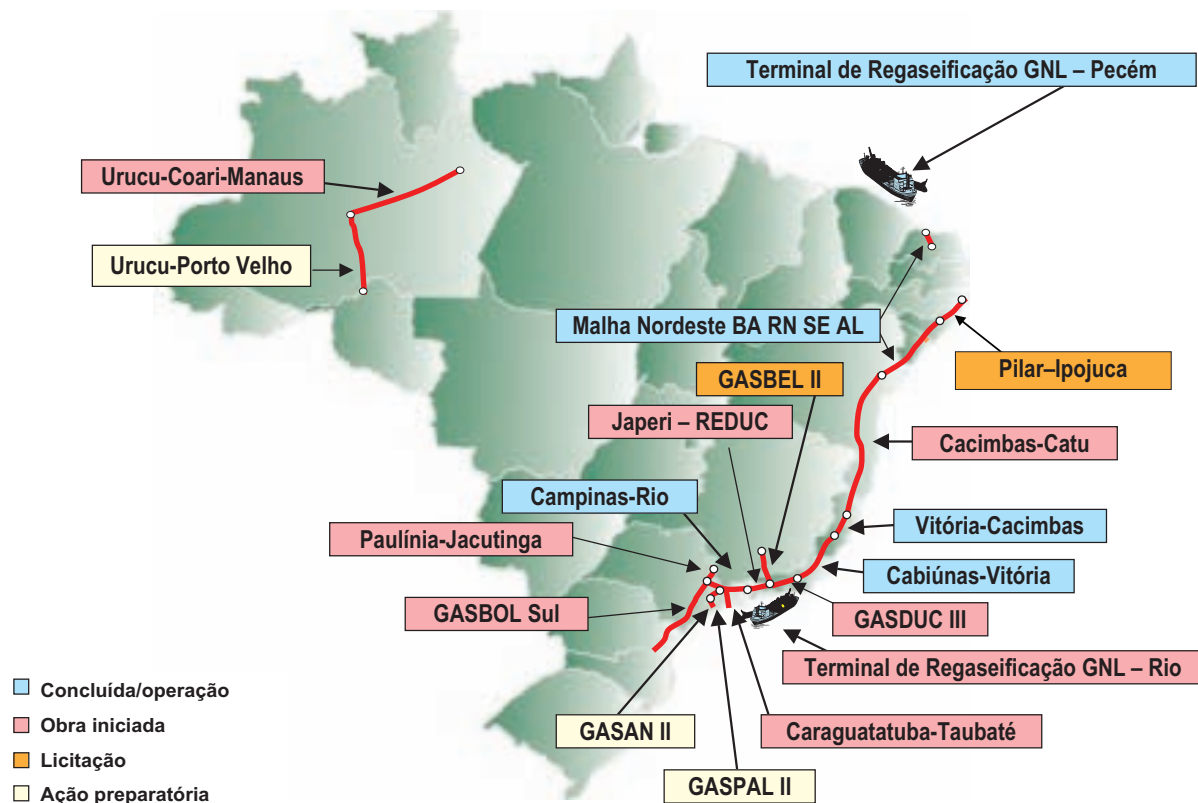 Terminal de Regaseificação GNL – Pecém
Urucu-Coari-Manaus
Urucu-Porto Velho
Malha Nordeste BA RN SE AL
Pilar–Ipojuca
GASBEL II
Japeri – REDUC
Cacimbas-Catu
Campinas-Rio
Vitória-Cacimbas
Paulínia-Jacutinga
Cabiúnas-Vitória
GASBOL Sul
GASDUC III
Terminal de Regaseificação GNL – Rio
GASAN II
Caraguatatuba-Taubaté
GASPAL II
Concluída/operação
Obra iniciada
Licitação
Ação preparatória